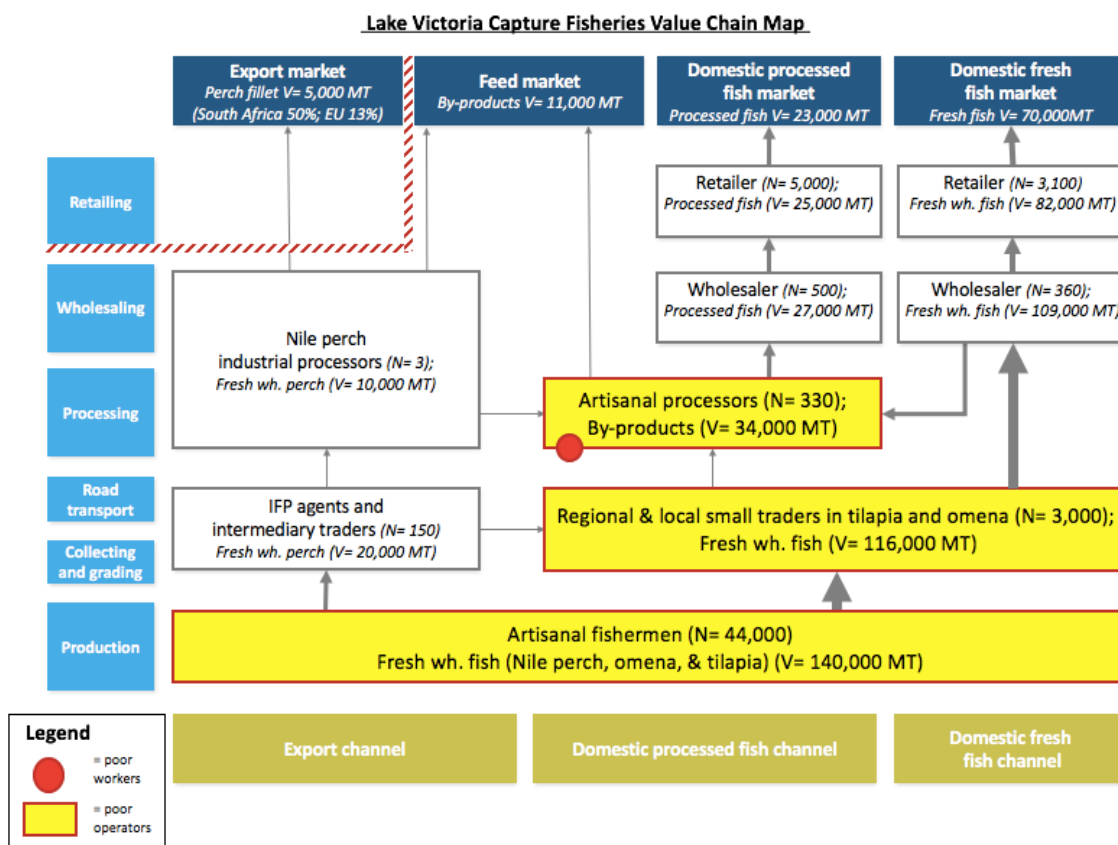 Lake Victoria Capture Fisheries Value Chain Map
Export market
Perch fillet V= 5,000 MT
(South Africa 50%; EU 13%)
Feed market
By-products V= 11,000 MT
Domestic processed
fish market
Processed fish V= 23,000 MT
Domestic fresh
fish market
Fresh fish V= 70,000MT
Retailing
Retailer (N= 5,000);
Processed fish (V= 25,000 MT)
Retailer (N= 3,100)
Fresh wh. fish (V= 82,000 MT)
Wholesaling
Nile perch
industrial processors (N= 3);
Fresh wh. perch (V= 10,000 MT)
Wholesaler (N= 500);
Processed fish (V= 27,000 MT)
Wholesaler (N= 360);
Fresh wh. fish (V= 109,000 MT)
Processing
Artisanal processors (N= 330);
By-products (V= 34,000 MT)
Road
transport
IFP agents and
intermediary traders (N= 150)
Fresh wh. perch (V= 20,000 MT)
Regional & local small traders in tilapia and omena (N= 3,000);
Fresh wh. fish (V= 116,000 MT)
Collecting
and grading
Production
Artisanal fishermen (N= 44,000)
Fresh wh. fish (Nile perch, omena, & tilapia) (V= 140,000 MT)
Legend
= poor
workers
= poor
operators
Export channel
Domestic processed fish channel
Domestic fresh
fish channel